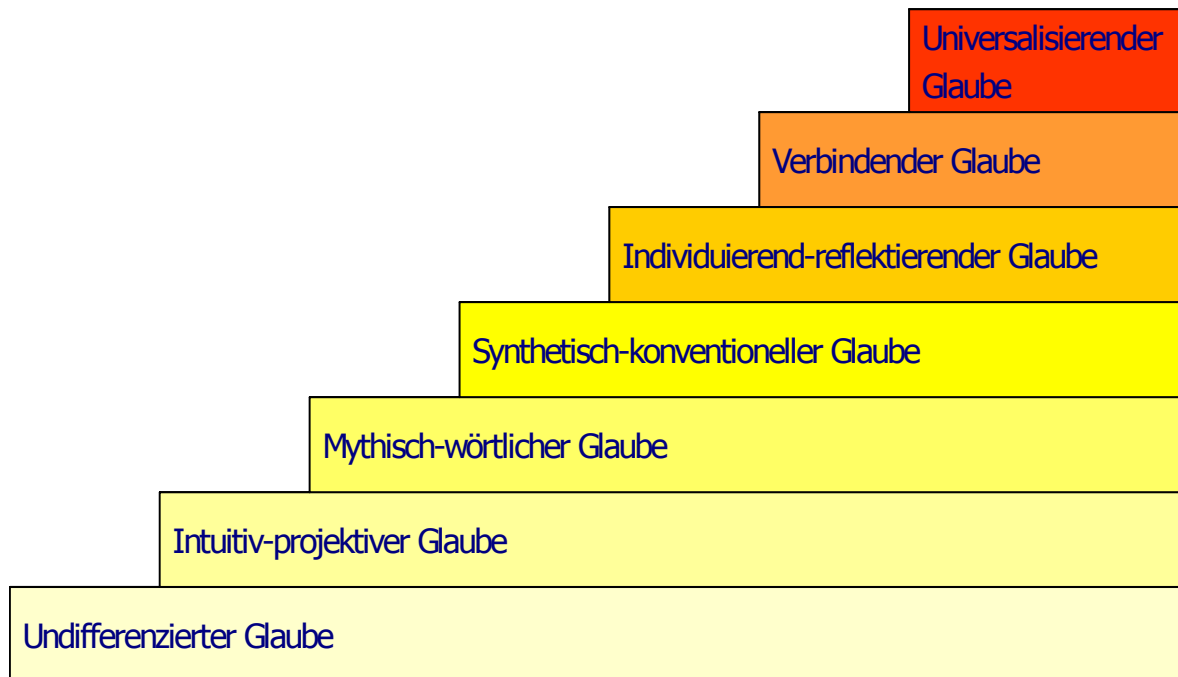 Universalisierender
Glaube
Verbindender Glaube
Individuierend-reflektierender Glaube
Synthetisch-konventioneller Glaube
Mythisch-wörtlicher Glaube
Intuitiv-projektiver Glaube
Undifferenzierter Glaube